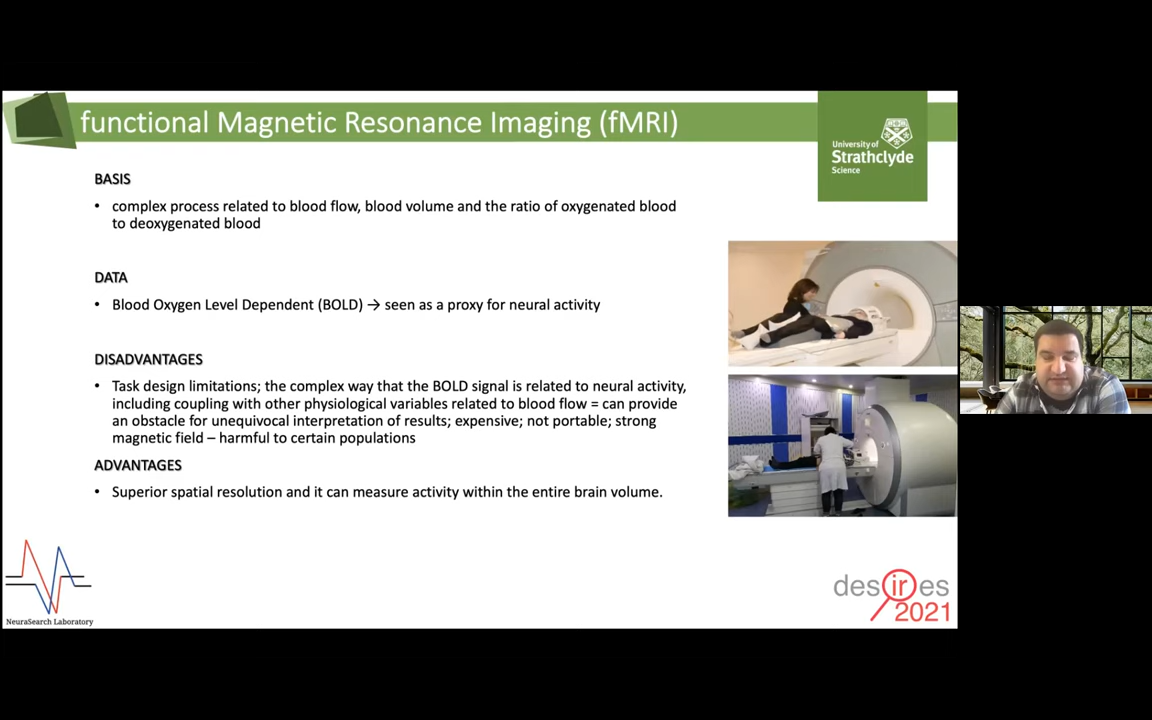 functional Magnetic Resonance Imaging (fMRI)
University of
Strathclyde
Science
BASIS
• complex process related to blood flow, blood volume and the ratio of oxygenated blood
to deoxygenated blood
DATA
• Blood Oxygen Level Dependent (BOLD) → seen as a proxy for neural activity
DISADVANTAGES
• Task design limitations; the complex way that the BOLD signal is related to neural activity,
including coupling with other physiological variables related to blood flow = can provide
an obstacle for unequivocal interpretation of results; expensive; not portable; strong
magnetic field – harmful to certain populations
ADVANTAGES
• Superior spatial resolution and it can measure activity within the entire brain volume.
NeuraSearch Laboratory
desires
2021